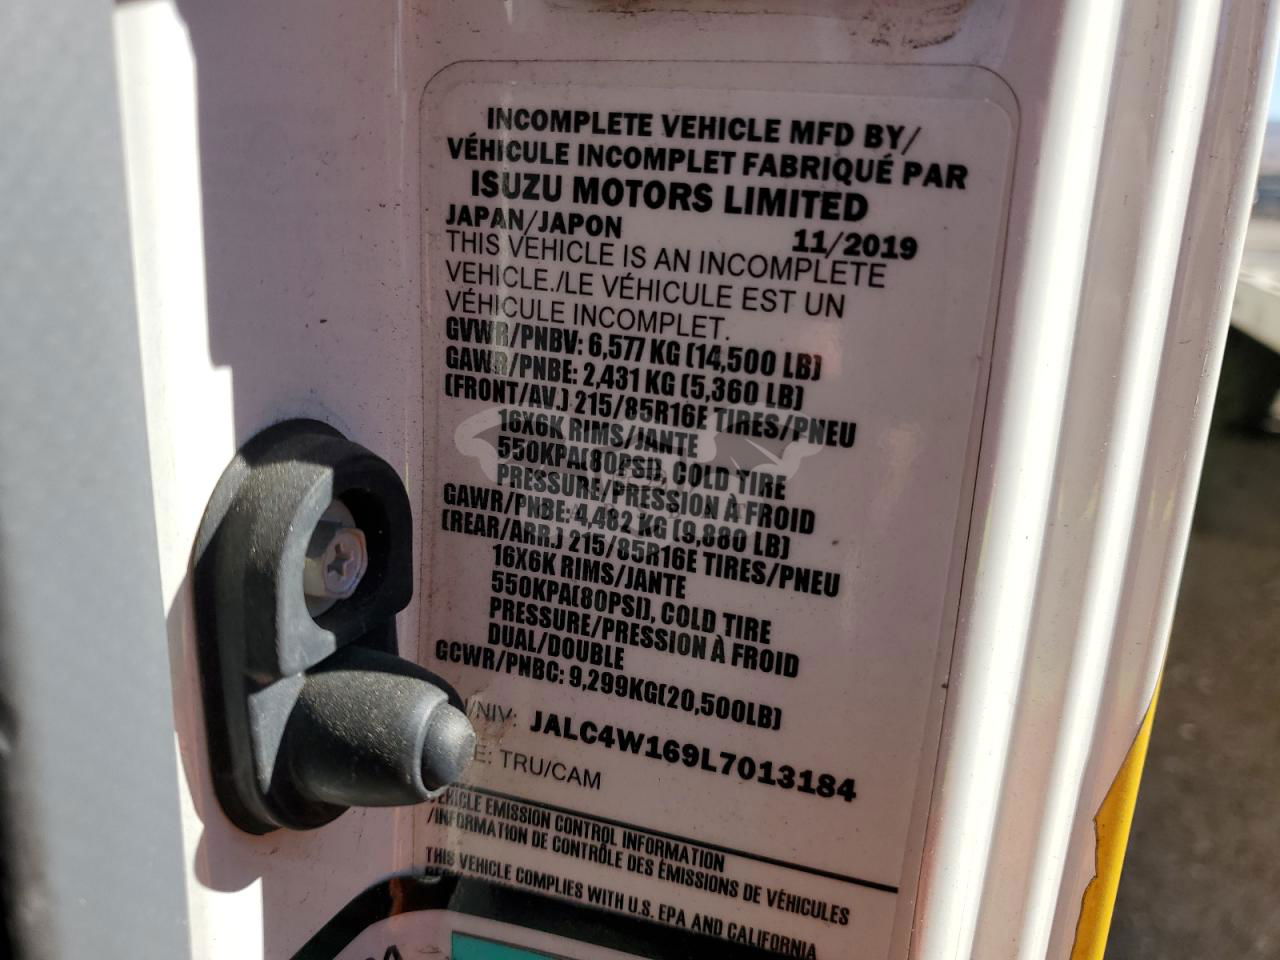 INCOMPLETE VEHICLE MFD BY/
VÉHICULE INCOMPLET FABRIQUÉ PAR
ISUZU MOTORS LIMITED
JAPAN/JAPON 11/2019
THIS VEHICLE IS AN INCOMPLETE
VEHICLE./LE VÉHICULE EST UN
VÉHICULE INCOMPLET.
GVWR/PNBV: 6,577 KG (14,500 LB)
GAWR/PNBE: 2,431 KG (5,360 LB)
(FRONT/AV.) 215/85R16E TIRES/PNEU
16X6K RIMS/JANTE
550KPA(80PSI), COLD TIRE
PRESSURE/PRESSION À FROID
GAWR/PNBE: 4,482 KG (9,880 LB)
(REAR/ARR.) 215/85R16E TIRES/PNEU
16X6K RIMS/JANTE
550KPA(80PSI), COLD TIRE
PRESSURE/PRESSION À FROID
DUAL/DOUBLE
GCWR/PNBC: 9,299KG(20,500LB)
/NIV: JALC4W169L7013184
E: TRU/CAM
VEHICLE EMISSION CONTROL INFORMATION
/INFORMATION DE CONTRÔLE DES ÉMISSIONS DE VÉHICULES
THIS VEHICLE COMPLIES WITH U.S. EPA AND CALIFORNIA